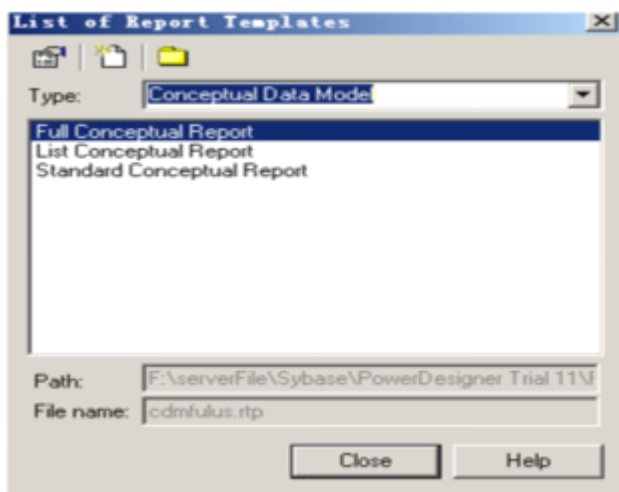 List of Report Templates
Type: Conceptual Data Model
Full Conceptual Report
List Conceptual Report
Standard Conceptual Report
Path: F:\serverFile\Sybase\PowerDesigner Trial 11\
File name: cdmfulus.rtp
Close Help